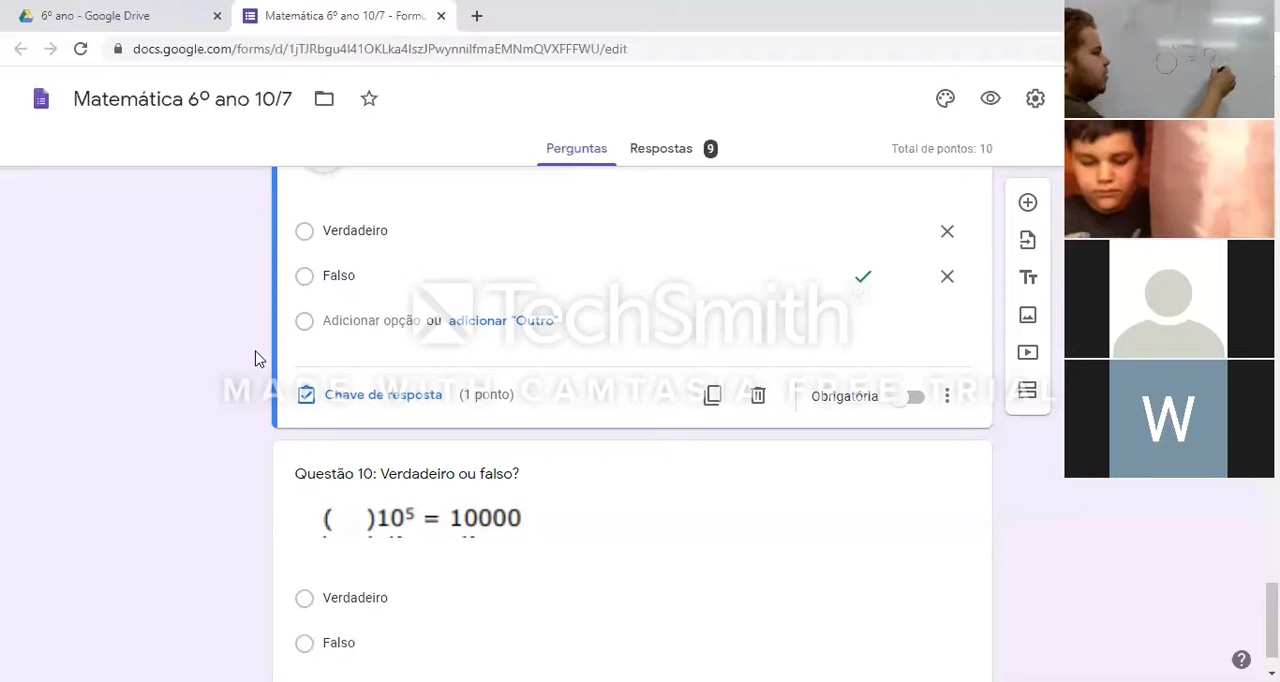 6º ano - Google Drive
Matemática 6º ano 10/7 - Formu
docs.google.com/forms/d/1jTJRbgu4I41OKLka4IszJPwynnilfmaEMNmQVXFFFWU/edit
Matemática 6º ano 10/7
Perguntas
Respostas 9
Total de pontos: 10
Verdadeiro
Falso
Adicionar opção ou adicionar "Outro"
TechSmith
MADE WITH CAMTASIA FREE TRIAL
Chave de resposta (1 ponto)
Obrigatória
Questão 10: Verdadeiro ou falso?
( )10⁵ = 10000
Verdadeiro
Falso
W